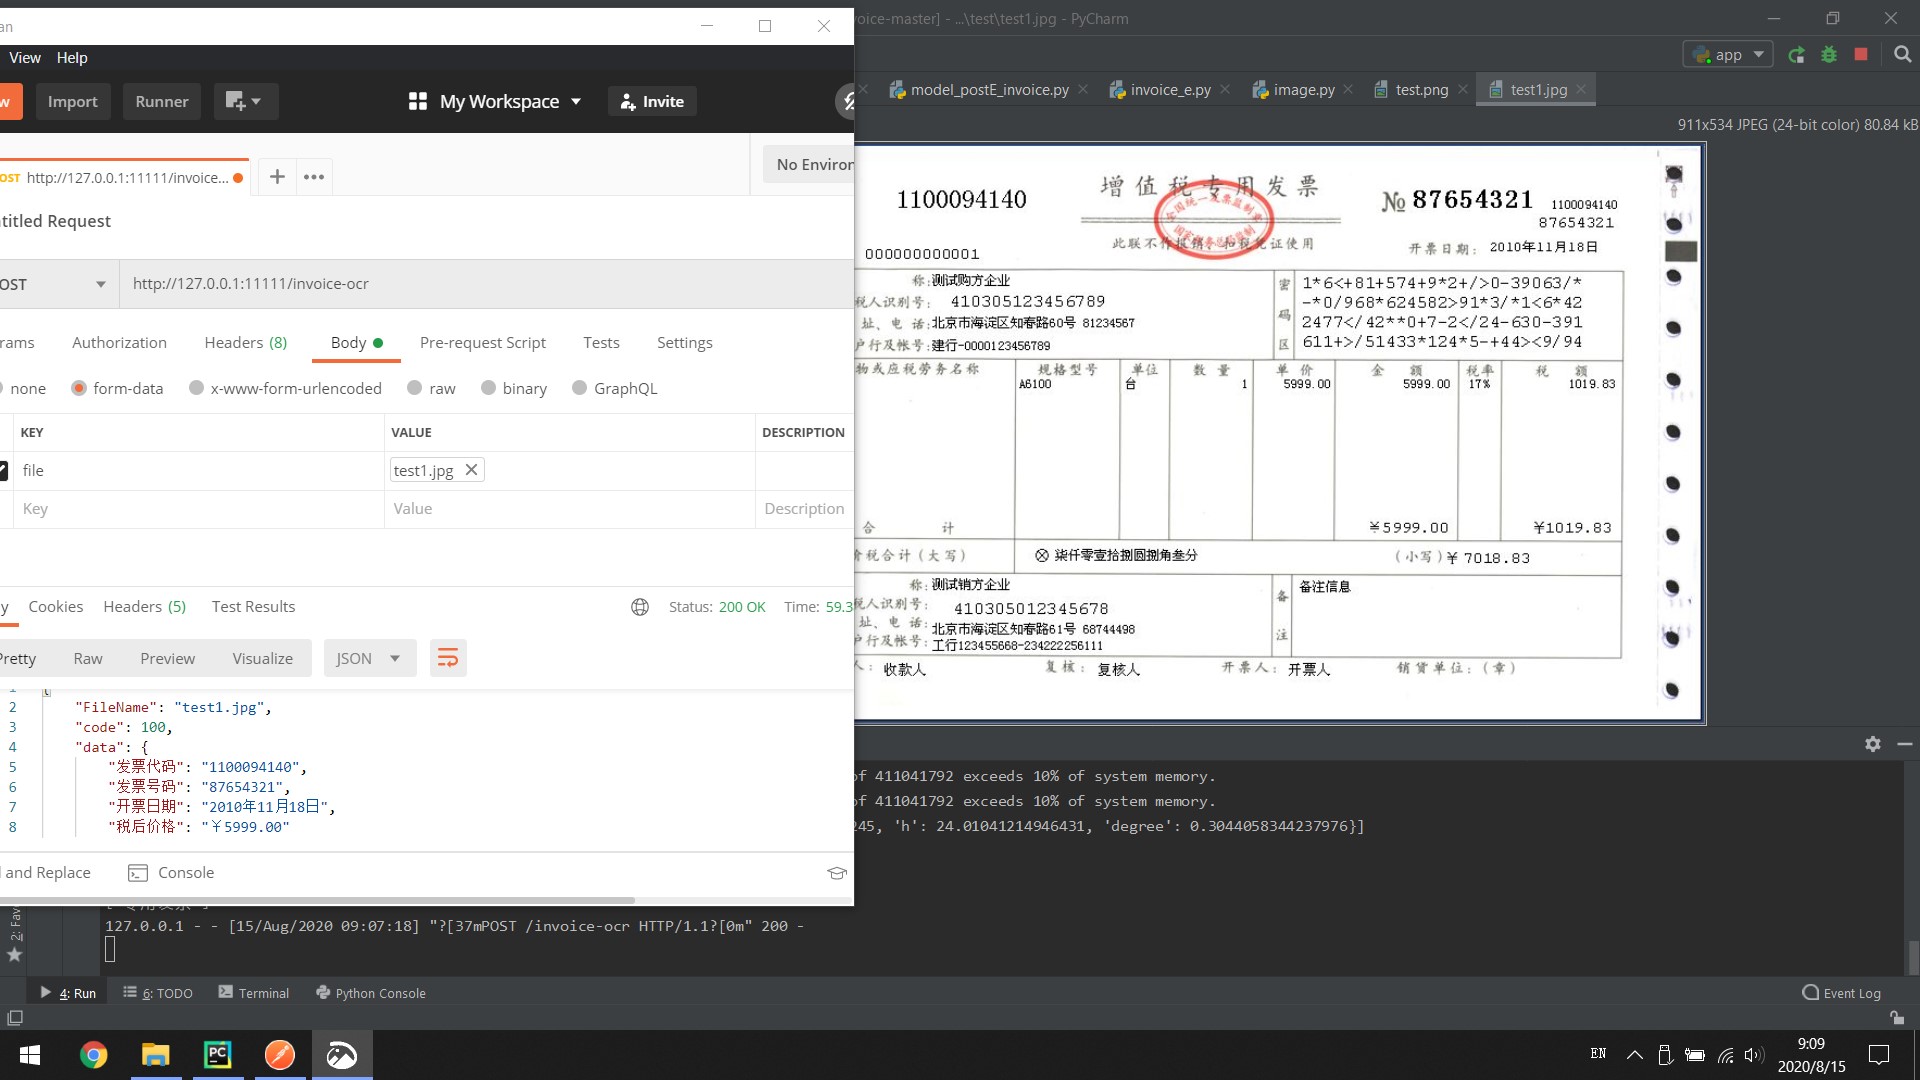 an
View Help
w Import Runner My Workspace Invite
OST http://127.0.0.1:11111/invoice... + ••• No Environ
ntitled Request
OST http://127.0.0.1:11111/invoice-ocr
rams Authorization Headers (8) Body Pre-request Script Tests Settings
none form-data x-www-form-urlencoded raw binary GraphQL
KEY VALUE DESCRIPTION
file test1.jpg
Key Value Description
y Cookies Headers (5) Test Results Status: 200 OK Time: 59.3
Pretty Raw Preview Visualize JSON
1 {
2 "FileName": "test1.jpg",
3 "code": 100,
4 "data": {
5 "发票代码": "1100094140",
6 "发票号码": "87654321",
7 "开票日期": "2010年11月18日",
8 "税后价格": "￥5999.00"
d and Replace Console
voice-master] - ...\test\test1.jpg - PyCharm
app
model_postE_invoice.py invoice_e.py image.py test.png test1.jpg
911x534 JPEG (24-bit color) 80.84 kB
1100094140 增值税专用发票 № 87654321 1100094140
87654321
全国统一发票监制章
此联不作报销、扣税凭证使用
000000000001 开票日期: 2010年11月18日
称:测试购方企业
税人识别号: 410305123456789
址、电话:北京市海淀区知春路60号 81234567
户行及帐号:建行-0000123456789
密码区
1*6<+81+574+9*2+/>0-39063/*
-*0/968*624582>91*3/*1<6*42
2477</42**0+7-2</24-630-391
611+>/51433*124*5-+44><9/94
物或应税劳务名称 规格型号 单位 数量 单价 金额 税率 税额
A6100 台 1 5999.00 5999.00 17% 1019.83
合计 ￥5999.00 ￥1019.83
价税合计(大写) ⊗ 柒仟零壹拾捌圆捌角叁分 (小写)￥ 7018.83
称:测试销方企业
税人识别号: 410305012345678
址、电话:北京市海淀区知春路61号 68744498
户行及帐号:工行123455668-234222256111
备注
备注信息
人: 收款人 复核: 复核人 开票人: 开票人 销货单位:(章)
of 411041792 exceeds 10% of system memory.
of 411041792 exceeds 10% of system memory.
245, 'h': 24.01041214946431, 'degree': 0.3044058344237976}]
127.0.0.1 - - [15/Aug/2020 09:07:18] "?[37mPOST /invoice-ocr HTTP/1.1?[0m" 200 -
2: Fav
4: Run 6: TODO Terminal Python Console Event Log
EN 9:09
2020/8/15